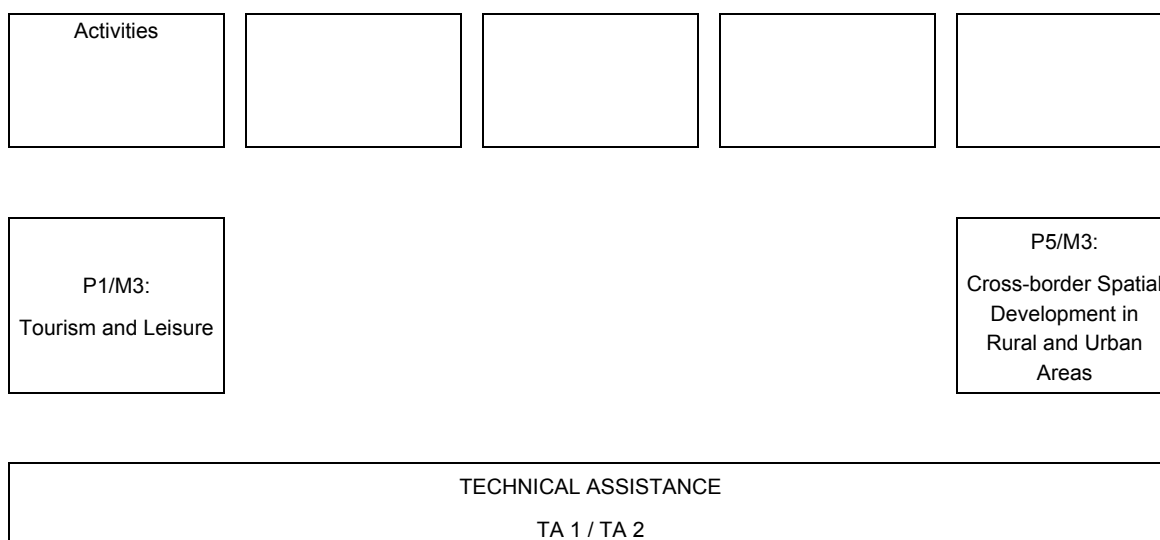 Activities
P1/M3:
Tourism and Leisure
P5/M3:
Cross-border Spatial
Development in
Rural and Urban
Areas
TECHNICAL ASSISTANCE
TA 1 / TA 2